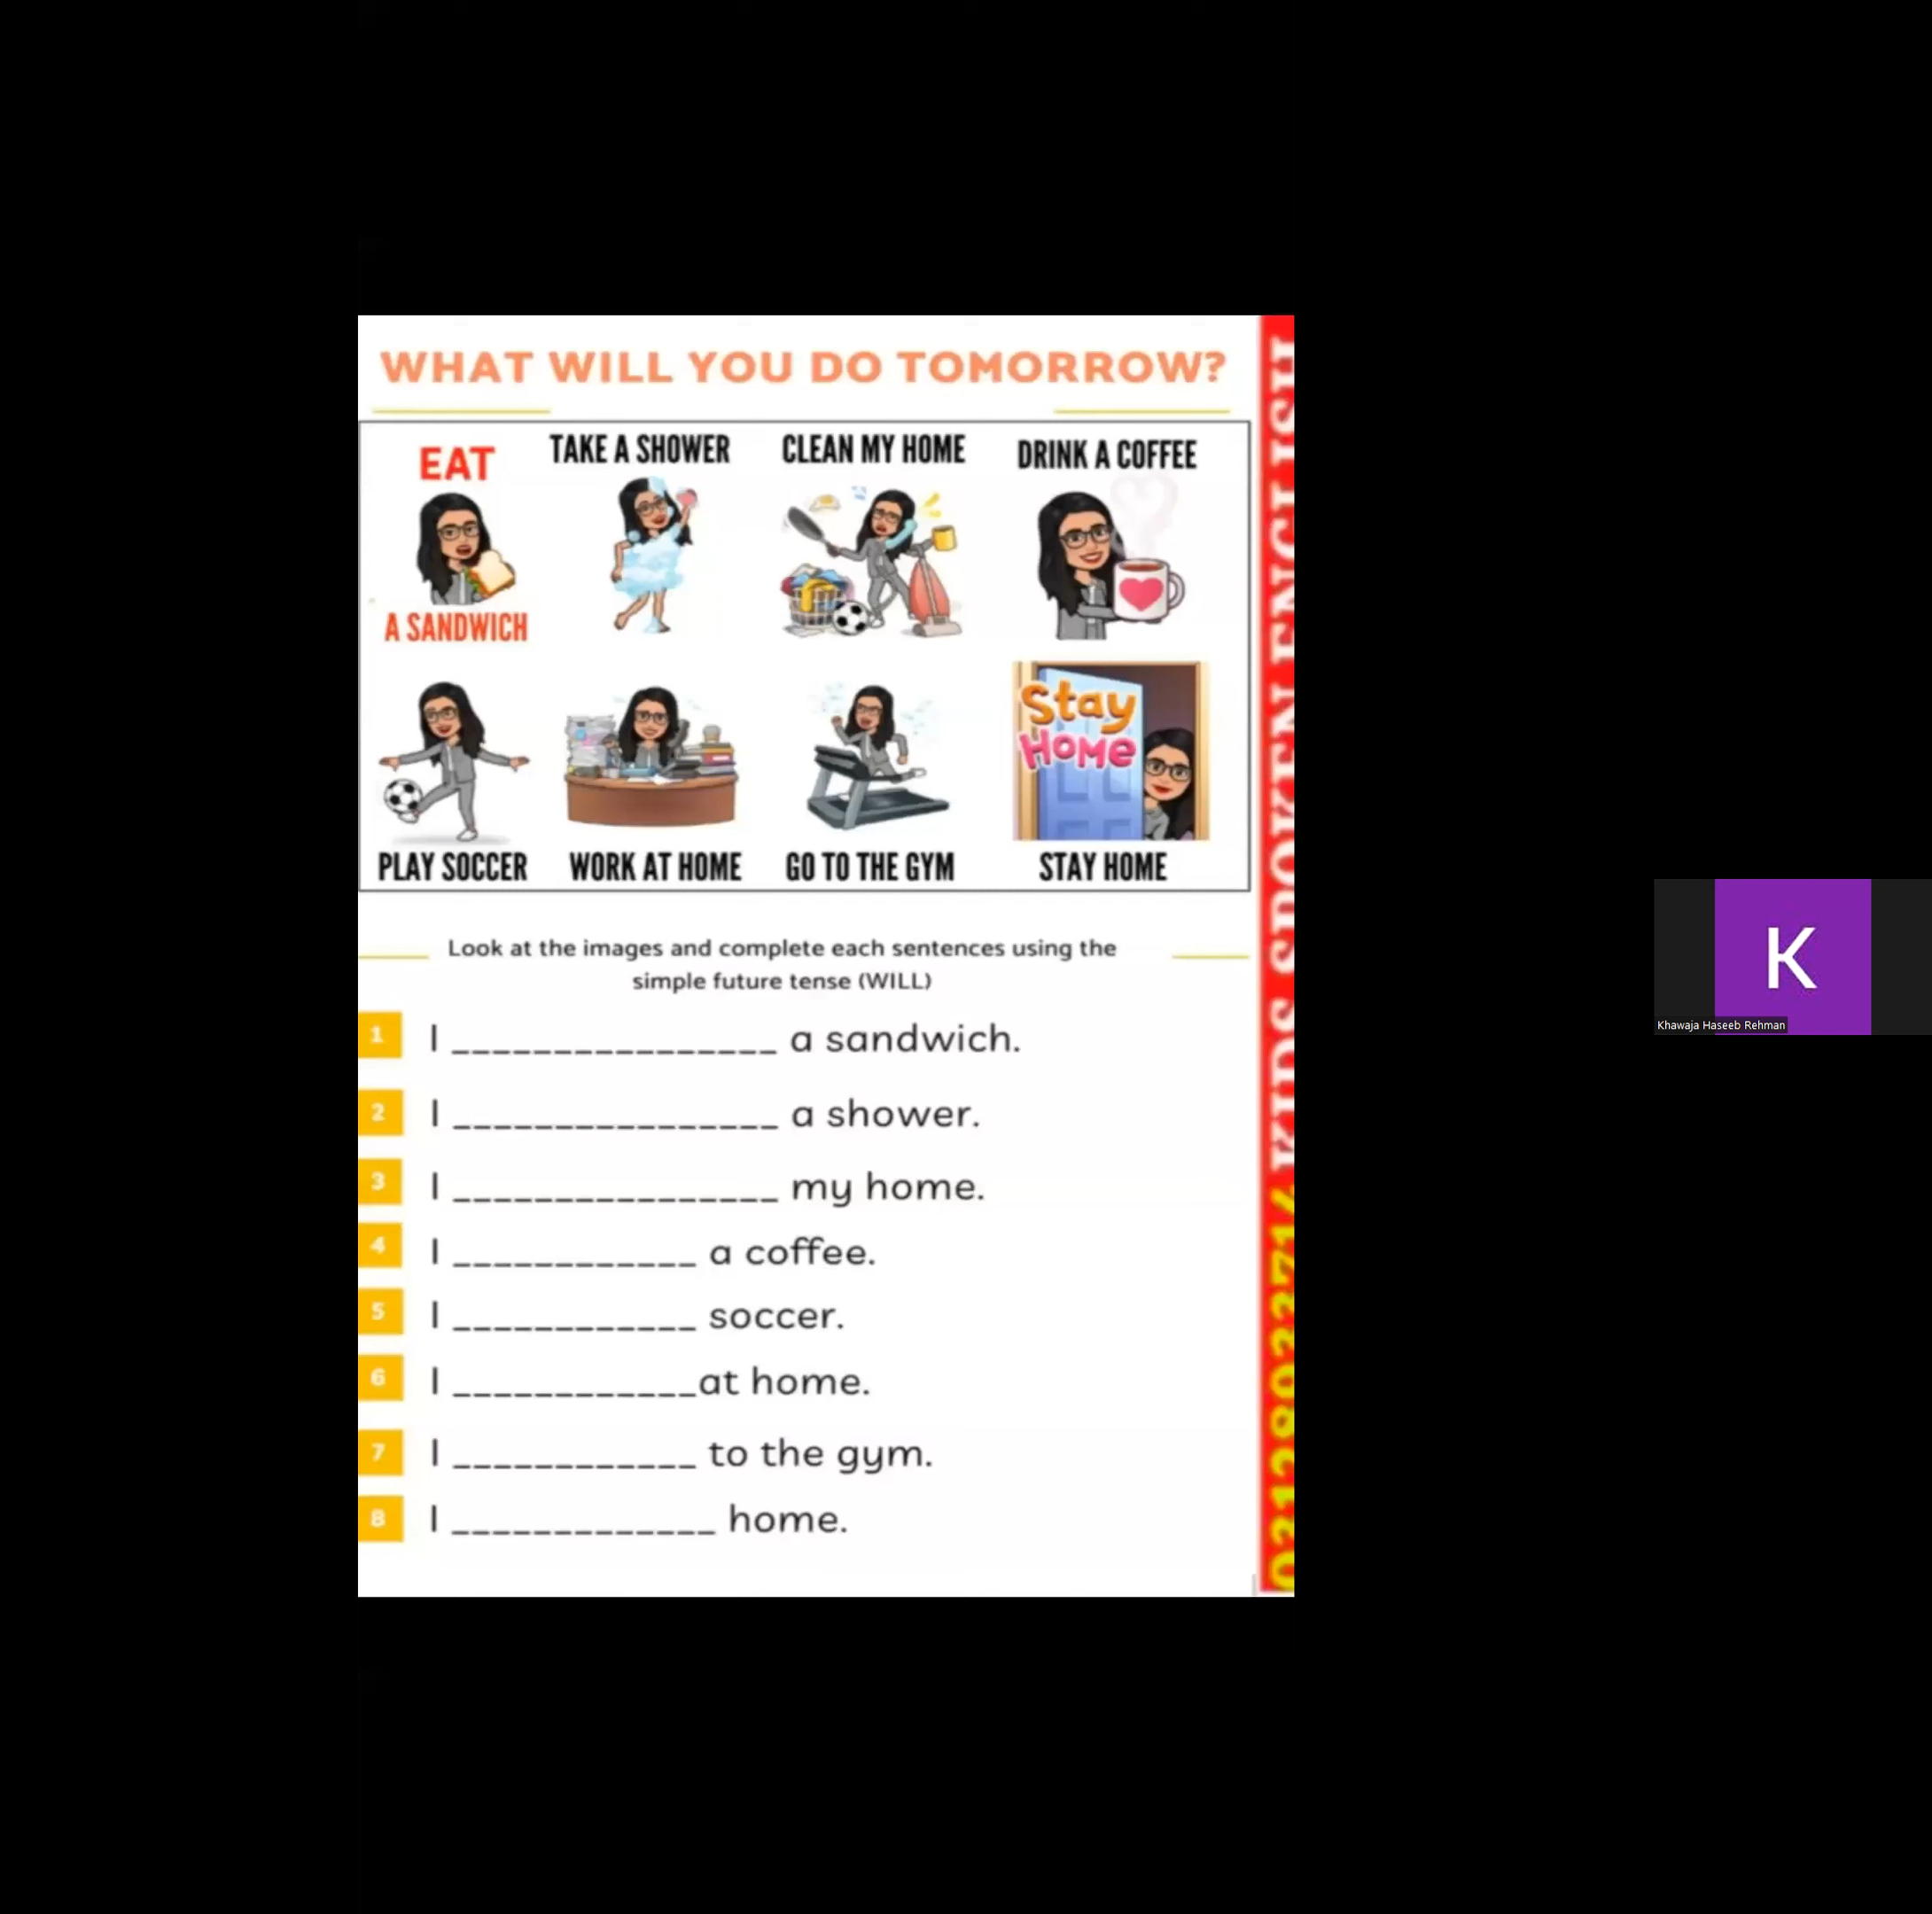 WHAT WILL YOU DO TOMORROW?
EAT
A SANDWICH
TAKE A SHOWER
CLEAN MY HOME
DRINK A COFFEE
PLAY SOCCER
WORK AT HOME
GO TO THE GYM
Stay
HOMe
STAY HOME
Look at the images and complete each sentences using the
simple future tense (WILL)
1 I ________________ a sandwich.
2 I ________________ a shower.
3 I ________________ my home.
4 I ____________ a coffee.
5 I ____________ soccer.
6 I ____________at home.
7 I ____________ to the gym.
8 I _____________ home.
KIDS SPOKEN ENGLISH
K
Khawaja Haseeb Rehman